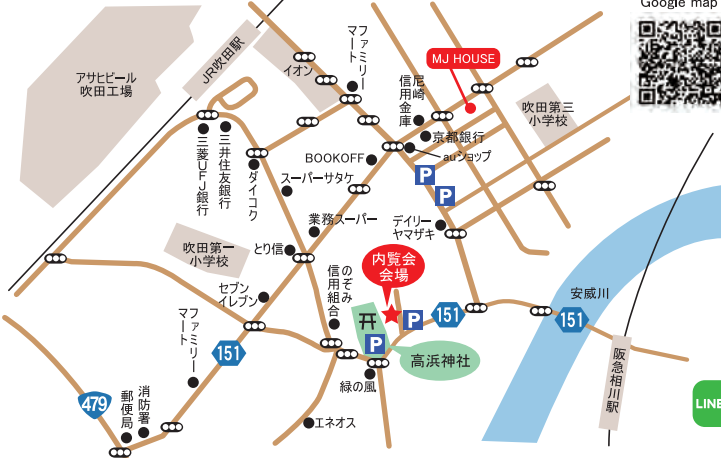 Google map
アサヒビール
吹田工場
JR吹田駅
イオン
ファミリーマート
尼崎信用金庫
MJ HOUSE
吹田第三
小学校
京都銀行
auショップ
BOOKOFF
三菱UFJ銀行
三井住友銀行
ダイコク
スーパーサタケ
業務スーパー
P
P
デイリー
ヤマザキ
吹田第一
小学校
とり信
セブン
イレブン
のぞみ
信用組合
内覧会
会場
P
151
安威川
151
P
高浜神社
ファミリーマート
151
緑の風
阪急相川駅
479
郵便局
消防署
エネオス
LINE